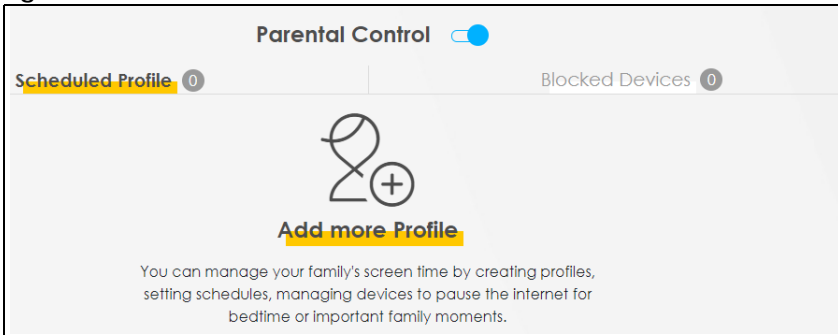 Parental Control
Scheduled Profile 0
Blocked Devices 0
Add more Profile
You can manage your family's screen time by creating profiles,
setting schedules, managing devices to pause the internet for
bedtime or important family moments.